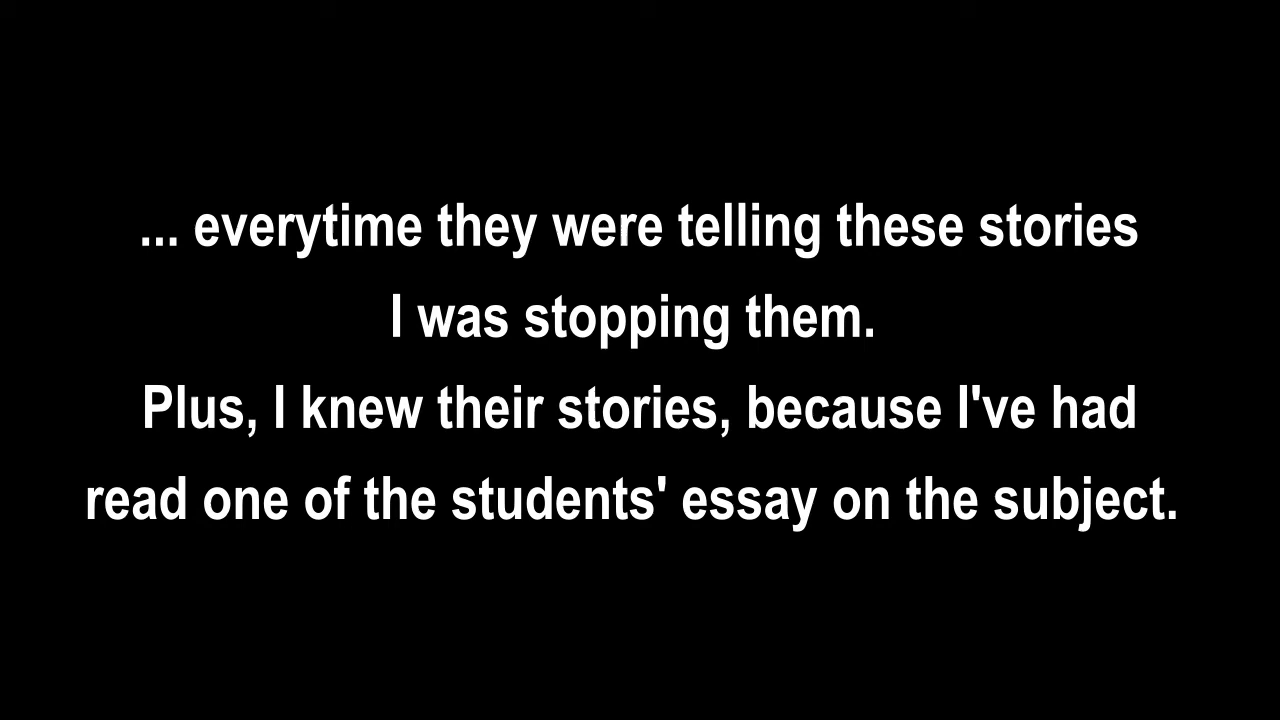 ... everytime they were telling these stories
I was stopping them.
Plus, I knew their stories, because I've had
read one of the students' essay on the subject.